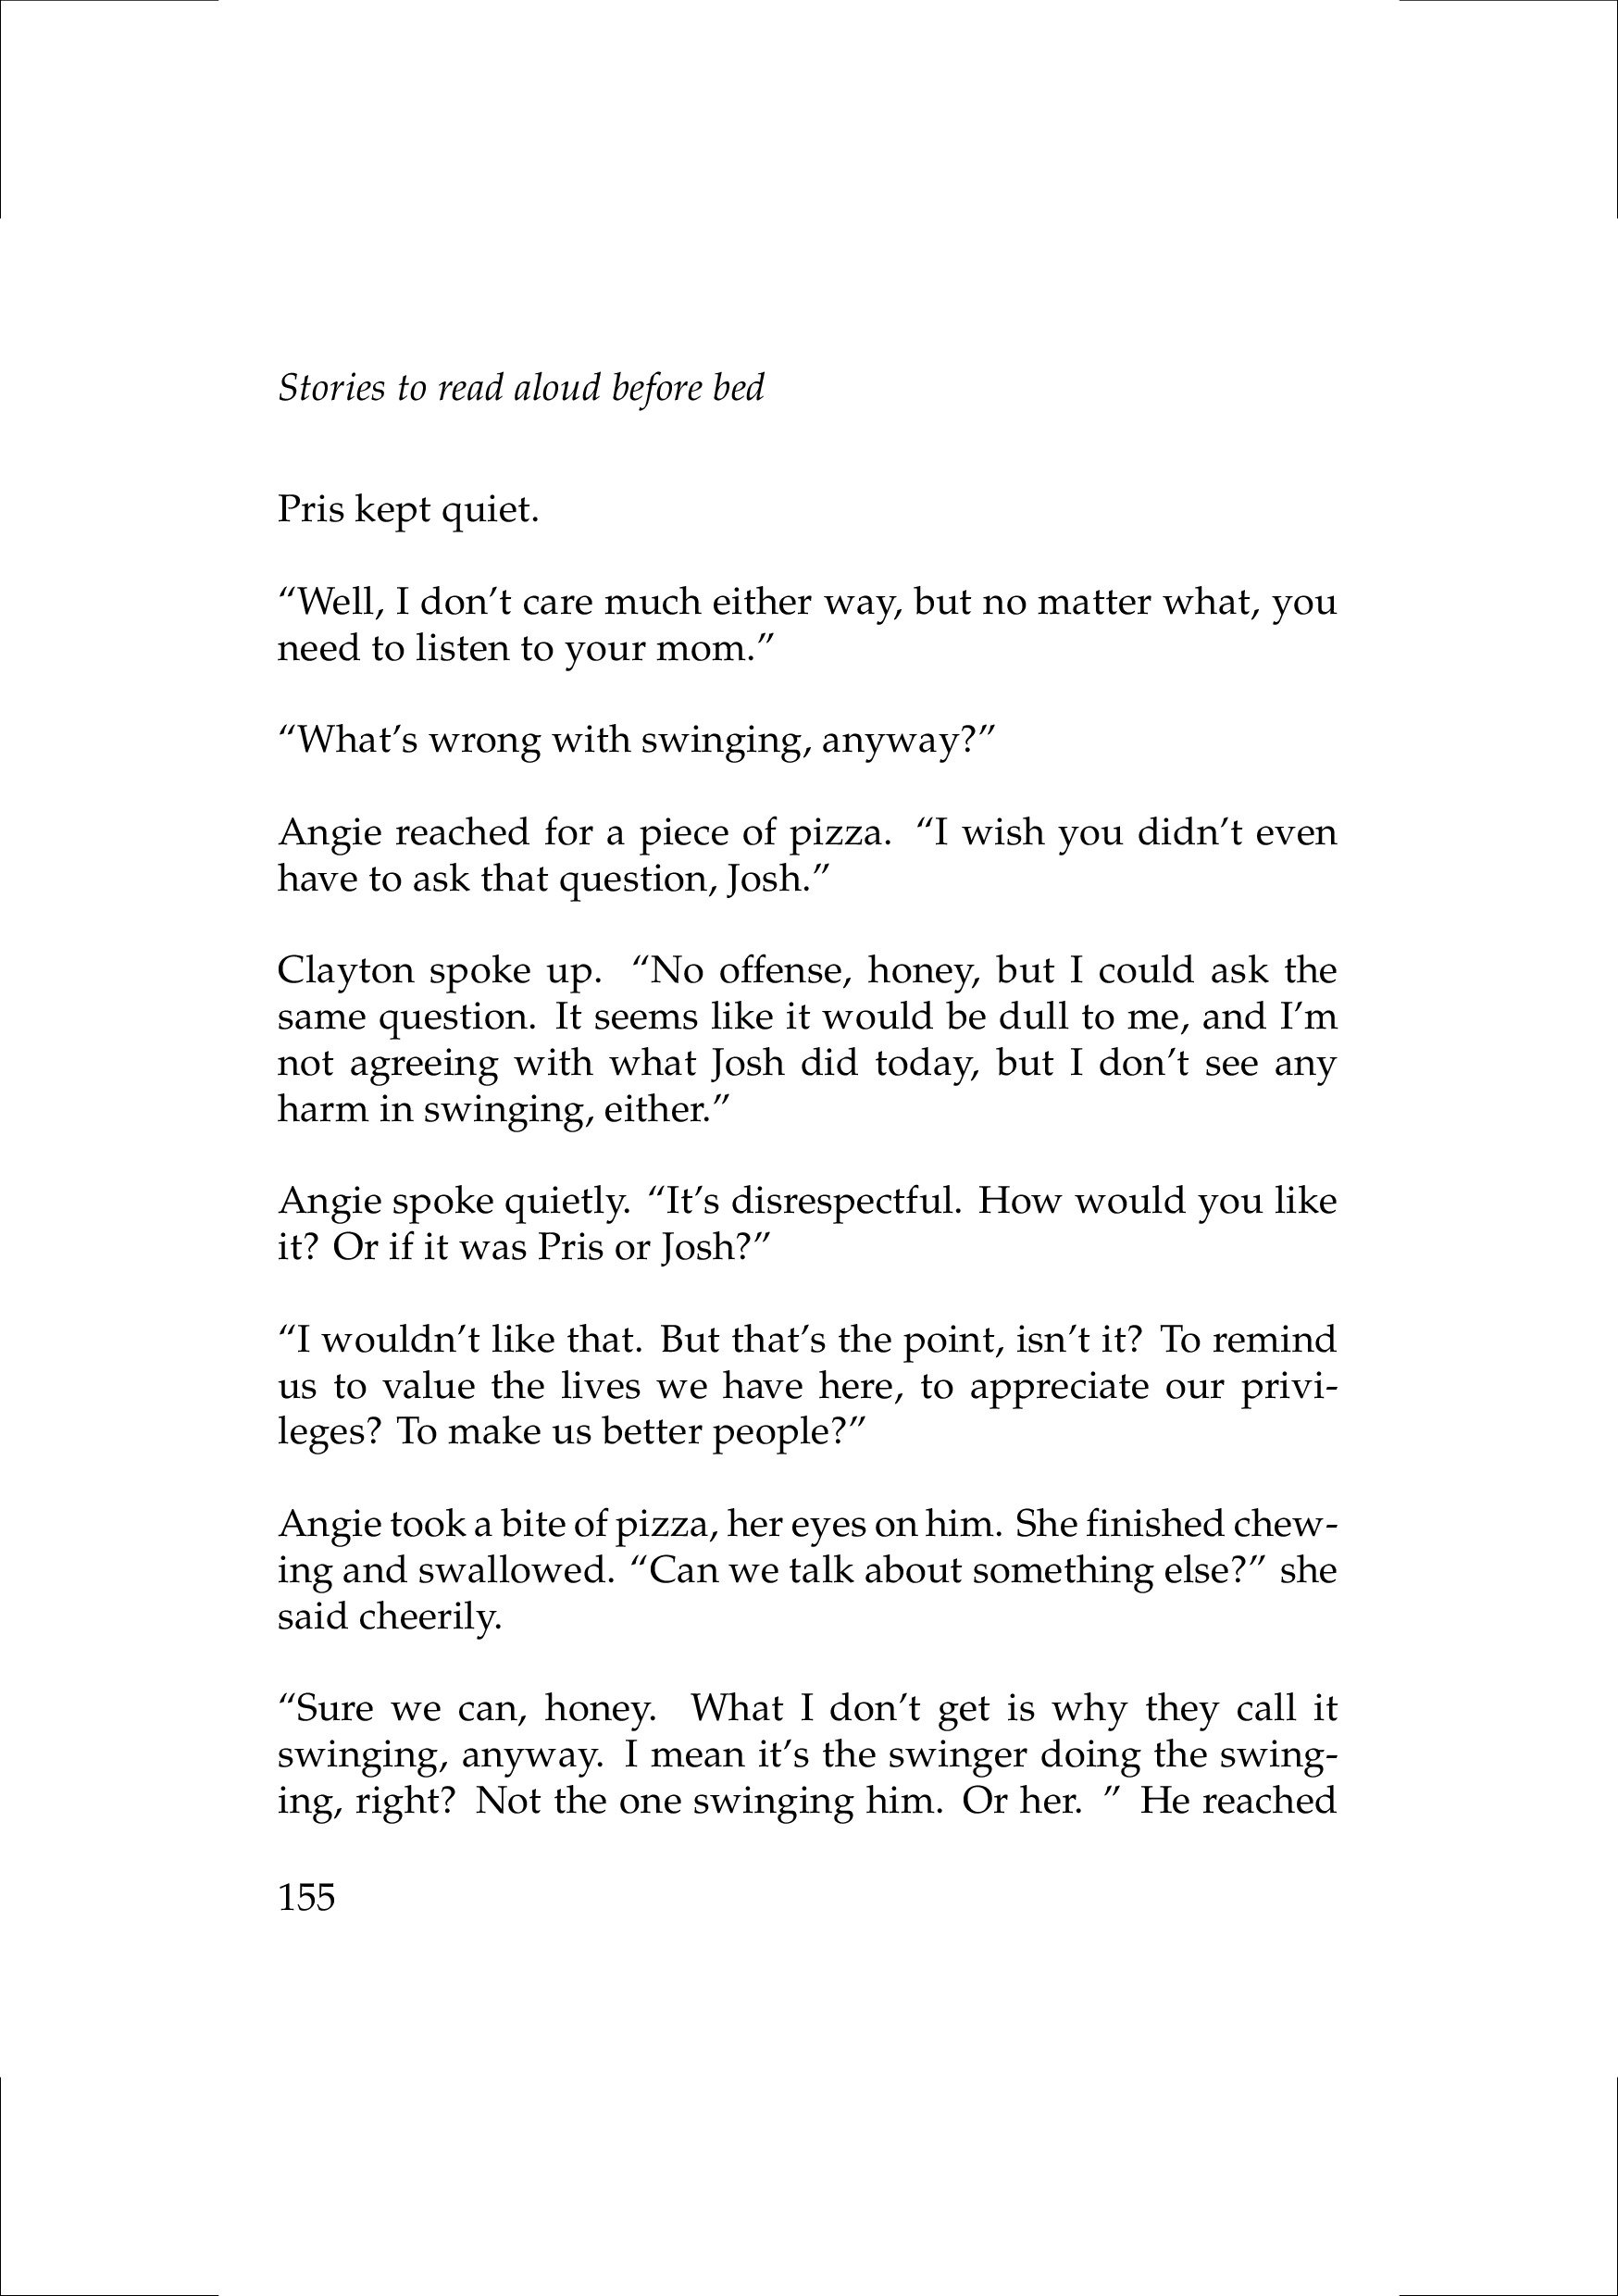 Stories to read aloud before bed
Pris kept quiet.
“Well, I don’t care much either way, but no matter what, you
need to listen to your mom.”
“What’s wrong with swinging, anyway?”
Angie reached for a piece of pizza. “I wish you didn’t even
have to ask that question, Josh.”
Clayton spoke up. “No offense, honey, but I could ask the
same question. It seems like it would be dull to me, and I’m
not agreeing with what Josh did today, but I don’t see any
harm in swinging, either.”
Angie spoke quietly. “It’s disrespectful. How would you like
it? Or if it was Pris or Josh?”
“I wouldn’t like that. But that’s the point, isn’t it? To remind
us to value the lives we have here, to appreciate our privi-
leges? To make us better people?”
Angie took a bite of pizza, her eyes on him. She finished chew-
ing and swallowed. “Can we talk about something else?” she
said cheerily.
“Sure we can, honey. What I don’t get is why they call it
swinging, anyway. I mean it’s the swinger doing the swing-
ing, right? Not the one swinging him. Or her. ” He reached
155